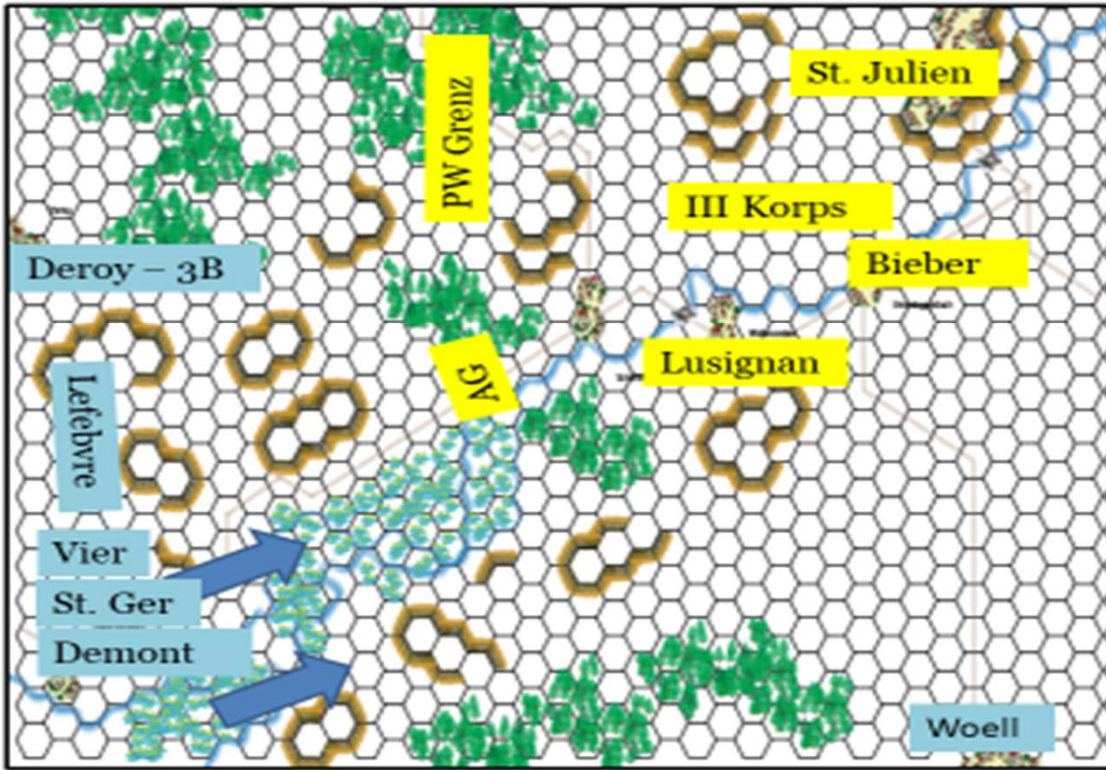 St. Julien
PW Grenz
III Korps
Deroy – 3B
Bieber
Lusignan
AG
Lefebvre
Vier
St. Ger
Demont
Woell